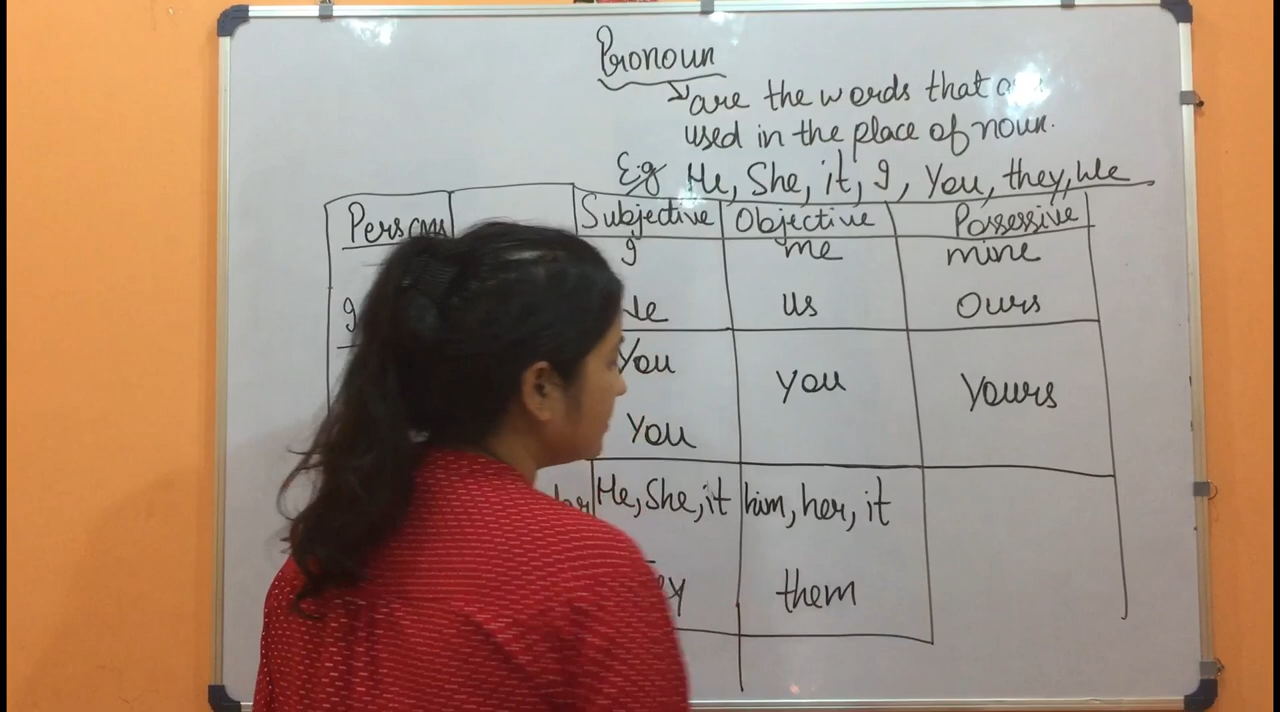 Pronoun
are the words that
used in the place of noun.
Eg He, She, it, I, You, they, We
Persons Subjective Objective Possessive
I me mine
us Ours
You
you Yours
You
He, She, it him, her, it
them